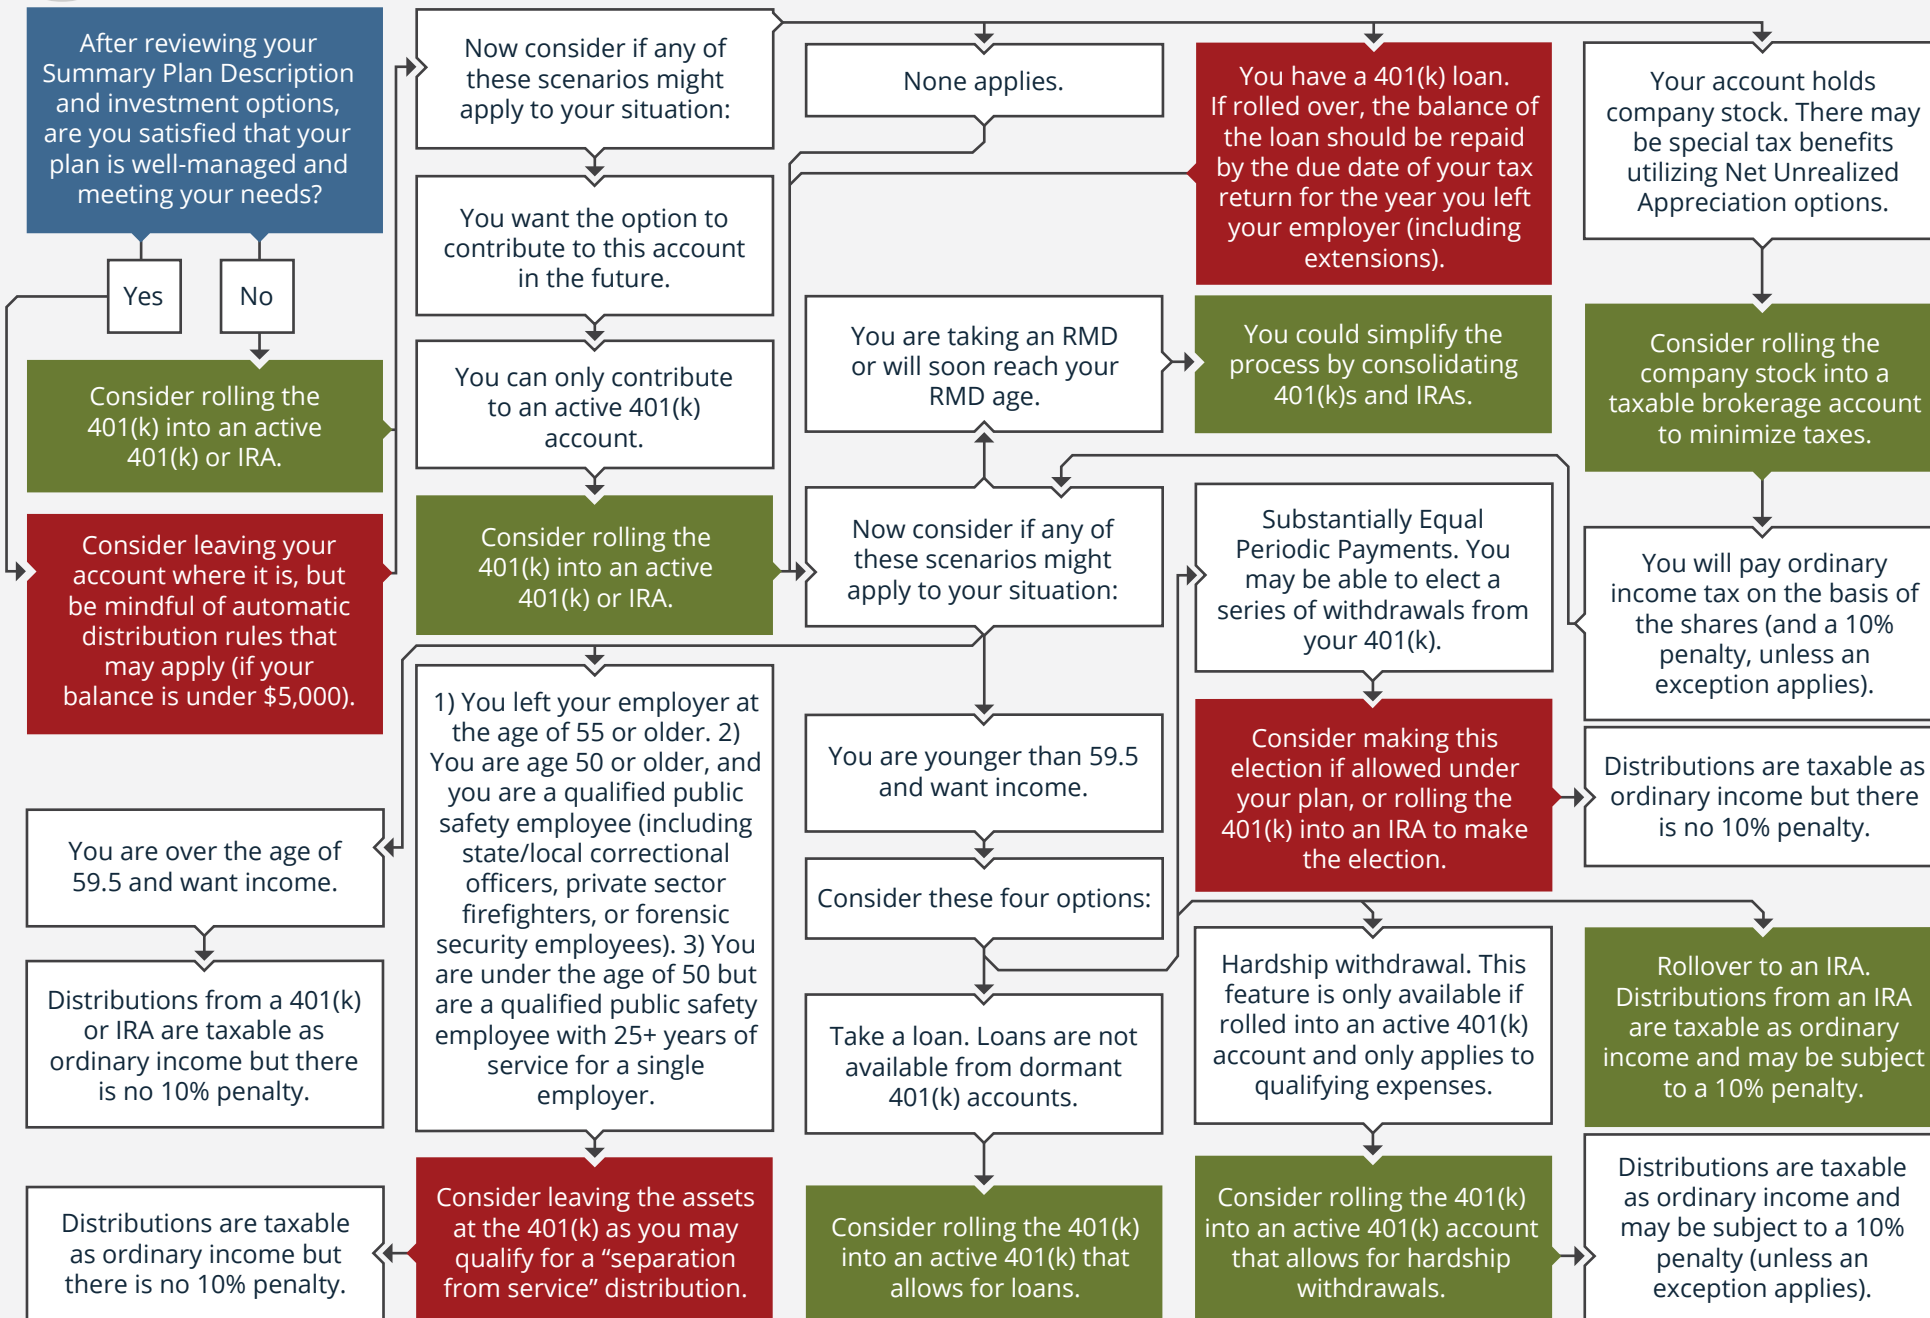 After reviewing your
Summary Plan Description
and investment options,
are you satisfied that your
plan is well-managed and
meeting your needs?
Yes
No
Consider rolling the
401(k) into an active
401(k) or IRA.
Consider leaving your
account where it is, but
be mindful of automatic
distribution rules that
may apply (if your
balance is under $5,000).
Now consider if any of
these scenarios might
apply to your situation:
You want the option to
contribute to this account
in the future.
You can only contribute
to an active 401(k)
account.
Consider rolling the
401(k) into an active
401(k) or IRA.
None applies.
You have a 401(k) loan.
If rolled over, the balance of
the loan should be repaid
by the due date of your tax
return for the year you left
your employer (including
extensions).
Your account holds
company stock. There may
be special tax benefits
utilizing Net Unrealized
Appreciation options.
Consider rolling the
company stock into a
taxable brokerage account
to minimize taxes.
You will pay ordinary
income tax on the basis of
the shares (and a 10%
penalty, unless an
exception applies).
Now consider if any of
these scenarios might
apply to your situation:
You are taking an RMD
or will soon reach your
RMD age.
You could simplify the
process by consolidating
401(k)s and IRAs.
You are over the age of
59.5 and want income.
Distributions from a 401(k)
or IRA are taxable as
ordinary income but there
is no 10% penalty.
1) You left your employer at
the age of 55 or older. 2)
You are age 50 or older, and
you are a qualified public
safety employee (including
state/local correctional
officers, private sector
firefighters, or forensic
security employees). 3) You
are under the age of 50 but
are a qualified public safety
employee with 25+ years of
service for a single
employer.
Consider leaving the assets
at the 401(k) as you may
qualify for a “separation
from service” distribution.
Distributions are taxable
as ordinary income but
there is no 10% penalty.
You are younger than 59.5
and want income.
Consider these four options:
Take a loan. Loans are not
available from dormant
401(k) accounts.
Consider rolling the 401(k)
into an active 401(k) that
allows for loans.
Substantially Equal
Periodic Payments. You
may be able to elect a
series of withdrawals from
your 401(k).
Consider making this
election if allowed under
your plan, or rolling the
401(k) into an IRA to make
the election.
Distributions are taxable as
ordinary income but there
is no 10% penalty.
Hardship withdrawal. This
feature is only available if
rolled into an active 401(k)
account and only applies to
qualifying expenses.
Consider rolling the 401(k)
into an active 401(k) account
that allows for hardship
withdrawals.
Distributions are taxable
as ordinary income and
may be subject to a 10%
penalty (unless an
exception applies).
Rollover to an IRA.
Distributions from an IRA
are taxable as ordinary
income and may be subject
to a 10% penalty.